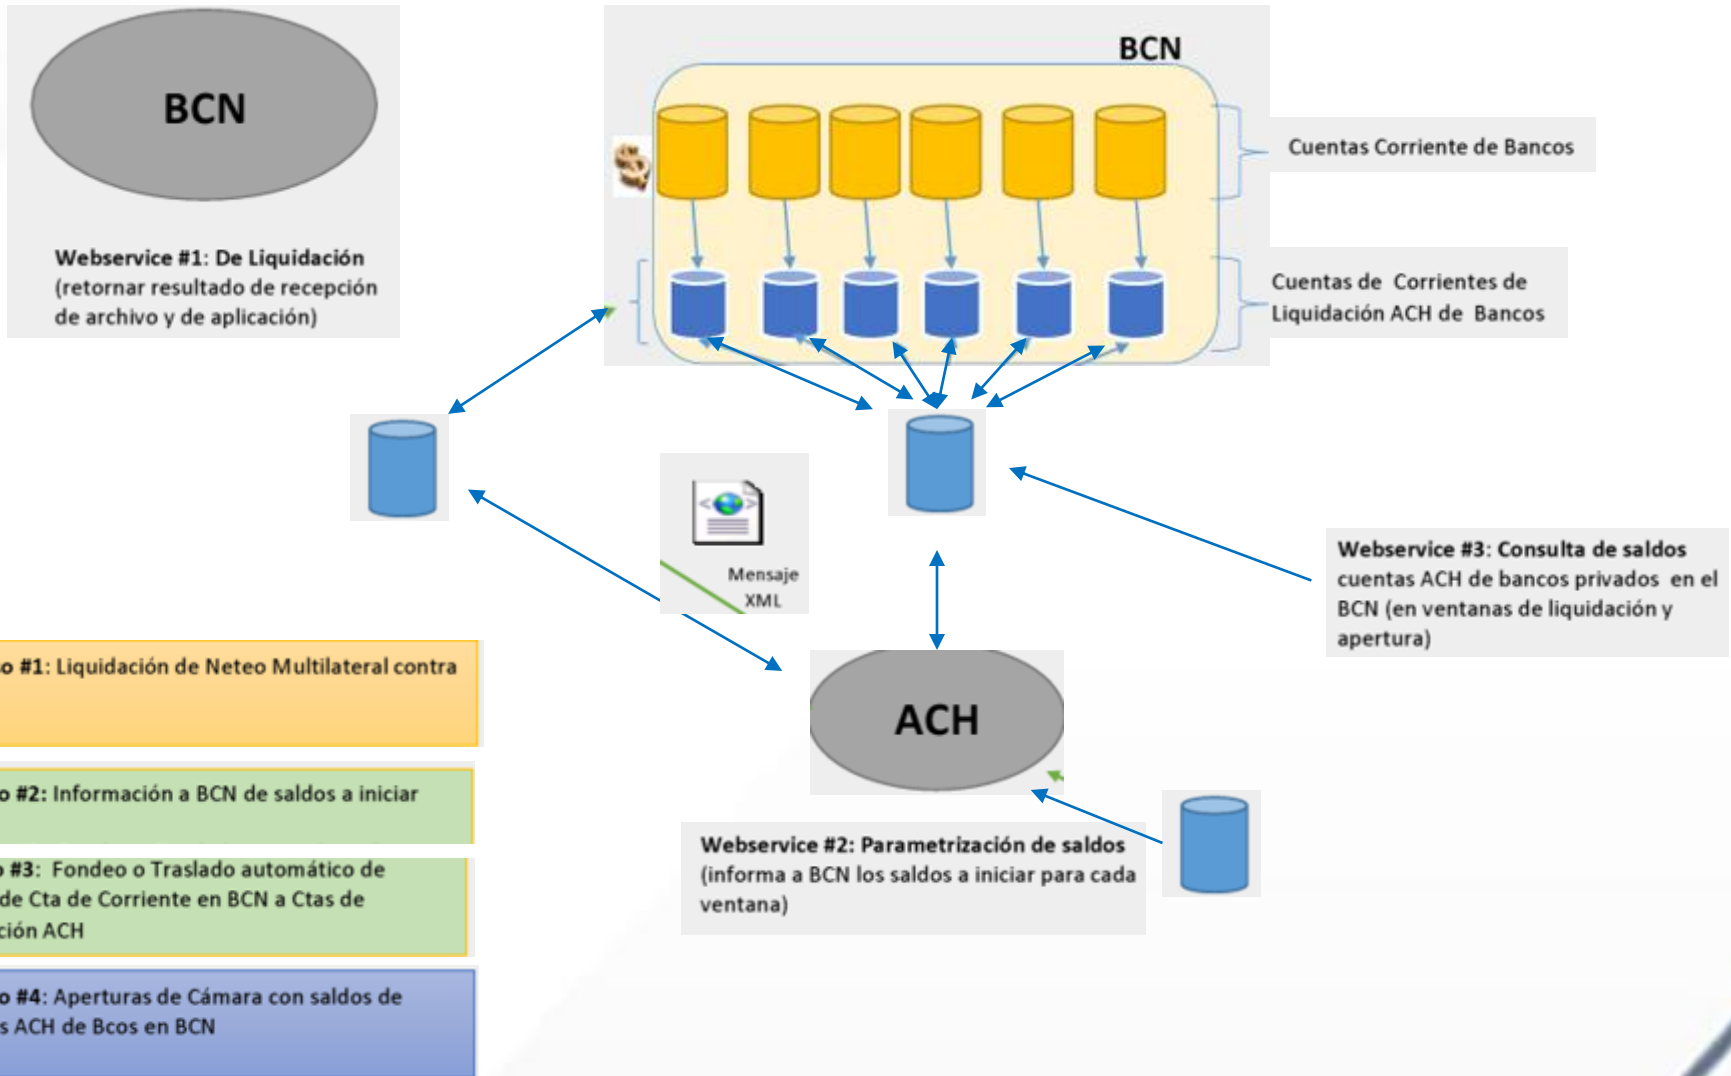 BCN
Webservice #1: De Liquidación
(retornar resultado de recepción
de archivo y de aplicación)
BCN
Cuentas Corriente de Bancos
Cuentas de Corrientes de
Liquidación ACH de Bancos
Mensaje
XML
Webservice #3: Consulta de saldos
cuentas ACH de bancos privados en el
BCN (en ventanas de liquidación y
apertura)
ACH
Webservice #2: Parametrización de saldos
(informa a BCN los saldos a iniciar para cada
ventana)
#1: Liquidación de Neteo Multilateral contra
#2: Información a BCN de saldos a iniciar
#3: Fondeo o Traslado automático de
de Cta de Corriente en BCN a Ctas de
ACH
#4: Aperturas de Cámara con saldos de
ACH de Bcos en BCN